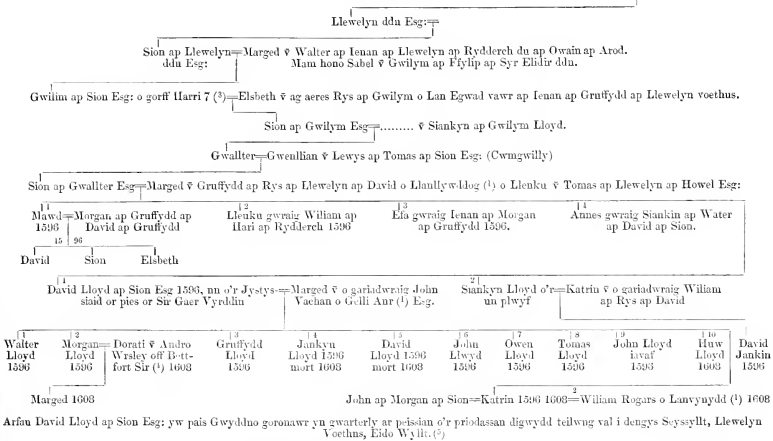 Llewelyn ddu Esq:
Sion ap Llewelyn Marged v̄ Walter ap Ieuan ap Llewelyn ap Rydderch du ap Owain ap Arod.
ddu Esg: Mam hono Sabel v̄ Gwilym ap Ffylip ap Syr Elidir ddu.
Gwilim ap Sion Esg: o gorff Harri 7 (³) Elsbeth v̄ ag aeres Rys ap Gwilym o Lan Egwad vawr ap Ienan ap Gruffydd ap Llewelyn voethus.
Sion ap Gwilym Esg ......... v̄ Siankyn ap Gwilym Lloyd.
Gwallter Gwenllian v̄ Lewys ap Tomas ap Sion Esg: (Cwmgwilly)
Sion ap Gwallter Esg Marged v̄ Gruffydd ap Rys ap Llewelyn ap David o Llanllywddog (¹) o Lleuku v̄ Tomas ap Llewelyn ap Howel Esg:
1 2 3 4
Mawd Morgan ap Gruffydd ap Lleuku gwraig Wiliam ap Efa gwraig Ienan ap Morgan Annes gwraig Siankin ap Water
1596 David ap Gruffydd Hari ap Rydderch 1596 ap Gruffydd 1596. ap David ap Sion.
15 96
David Sion Elsbeth
1 2
David Lloyd ap Sion Esg 1596, un o'r Jystys- Marged v̄ o gariadwraig John Siankyn Lloyd o'r Katrin v̄ o gariadwraig Wiliam
siaid or pies or Sir Gaer Vyrddin Vachan o Gelli Aur (¹) Esg. un plwyf ap Rys ap David
1 2 3 4 5 6 7 8 9 10
Walter Morgan Dorati v̄ Andro Gruffydd Jankyn David John Owen Tomas John Lloyd Huw David
Lloyd Lloyd Wrsley off Bett- Lloyd Lloyd 1596 Lloyd 1596 Llwyd Lloyd Lloyd ievaf Lloyd Jankin
1596 1596 fort Sir (¹) 1608 1596 mort 1608 mort 1608 1596 1596 1596 1596 1608 1596
2
Marged 1608 John ap Morgan ap Sion Katrin 1596 1608 Wiliam Rogars o Lanvynydd (¹) 1608
Arfau David Lloyd ap Sion Esg: yw pais Gwyddno goronawr yn gwarterly ar peissian o'r priodassan digwydd teilwng val i dengys Seyssyllt, Llewelyn
Voethus, Eido Wyllt. (⁵)